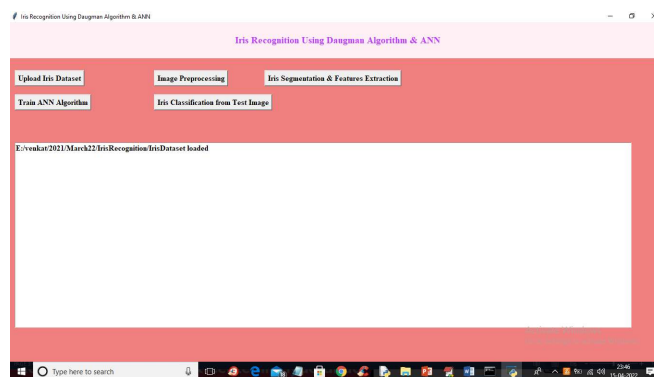 Iris Recognition Using Daugman Algorithm & ANN
Iris Recognition Using Daugman Algorithm & ANN
Upload Iris Dataset
Image Preprocessing
Iris Segmentation & Features Extraction
Train ANN Algorithm
Iris Classification from Test Image
E:/venkat/2021/March22/IrisRecognition/IrisDataset loaded
Type here to search
23:46
15-04-2022